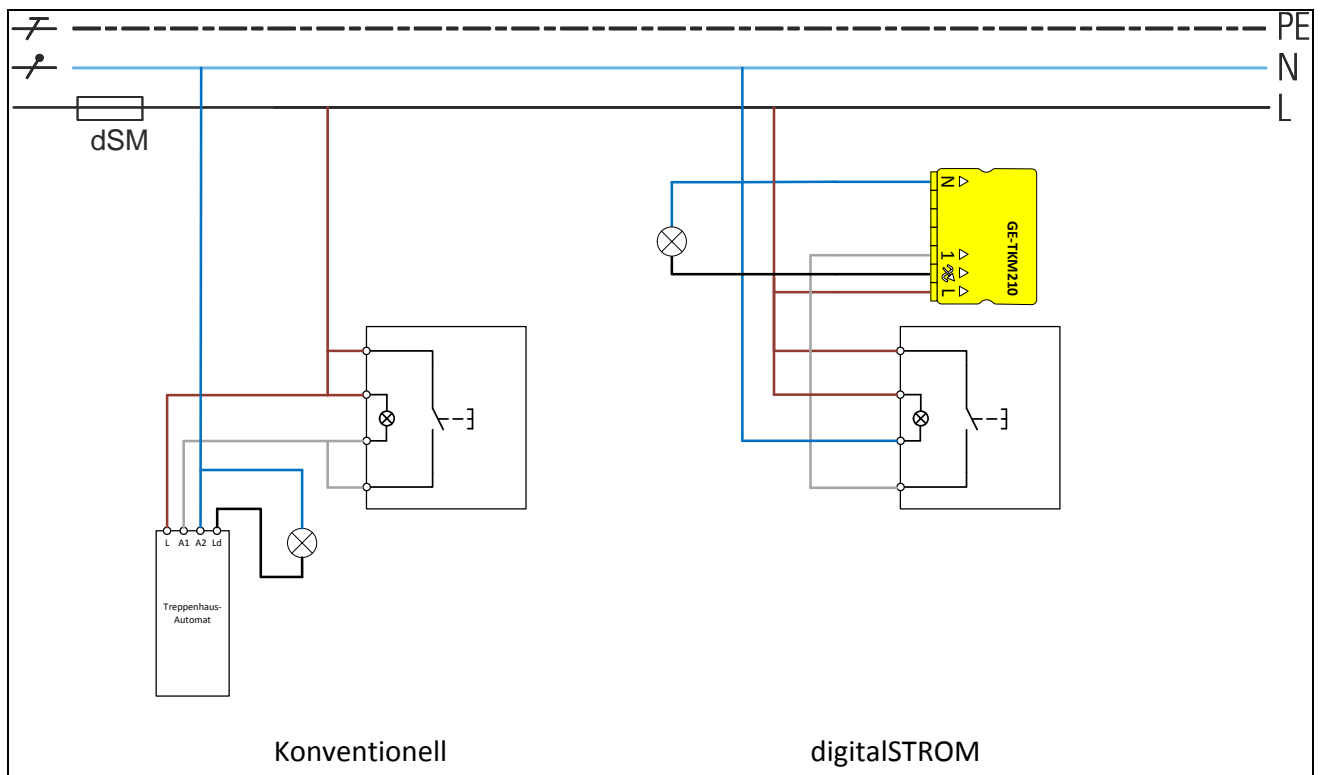 PE
N
L
dSM
N
1
L
GE-TKM210
L A1 A2 Ld
Treppenhaus-
Automat
Konventionell
digitalSTROM